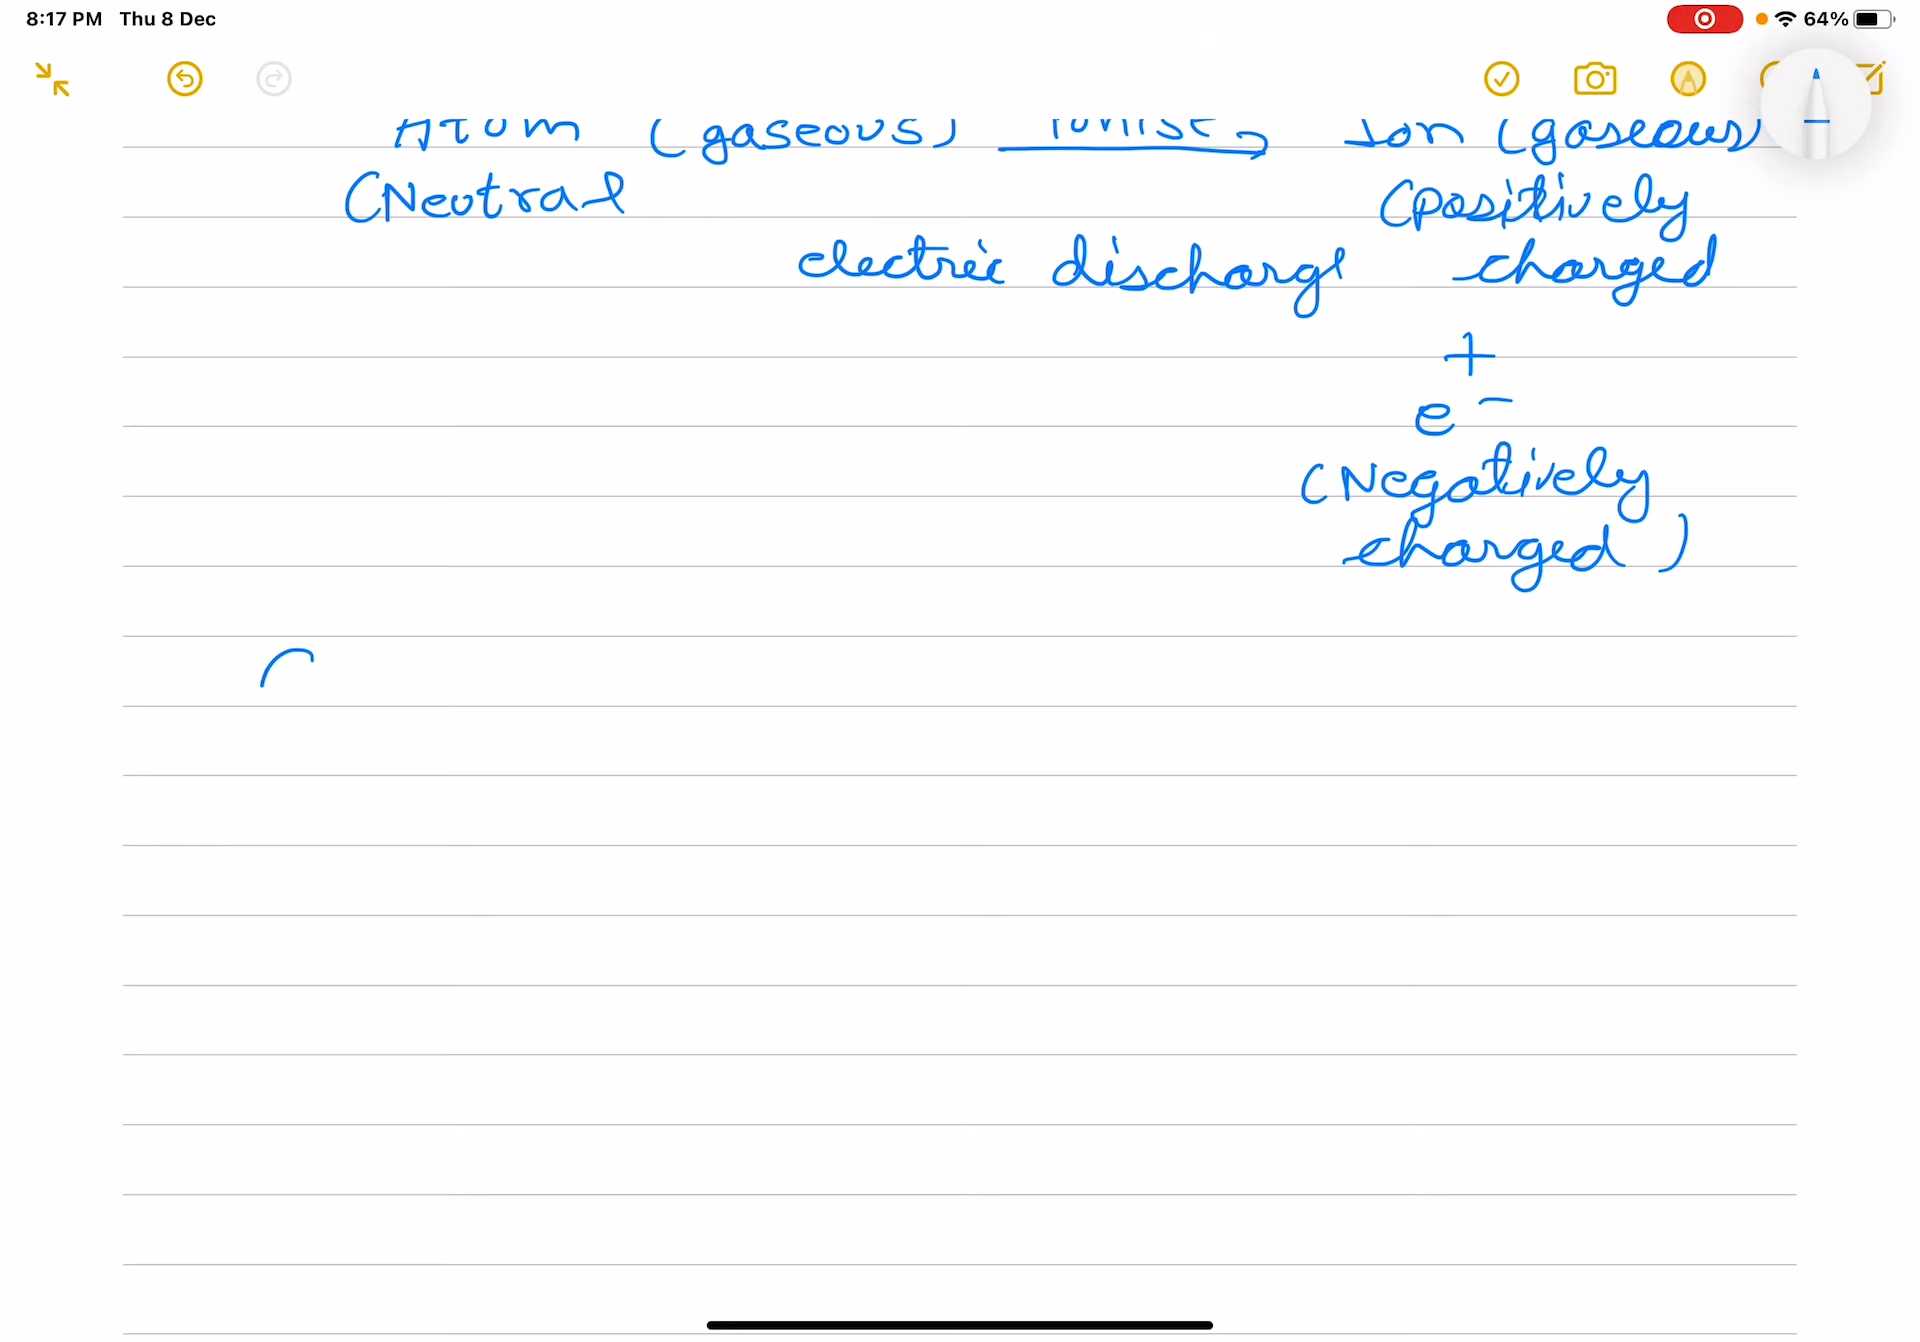 8:17 PM Thu 8 Dec 64%
Atom (gaseous) ionise Ion (gaseous)
(Neutral (positively
electric discharge charged
+
e⁻
(Negatively
charged)